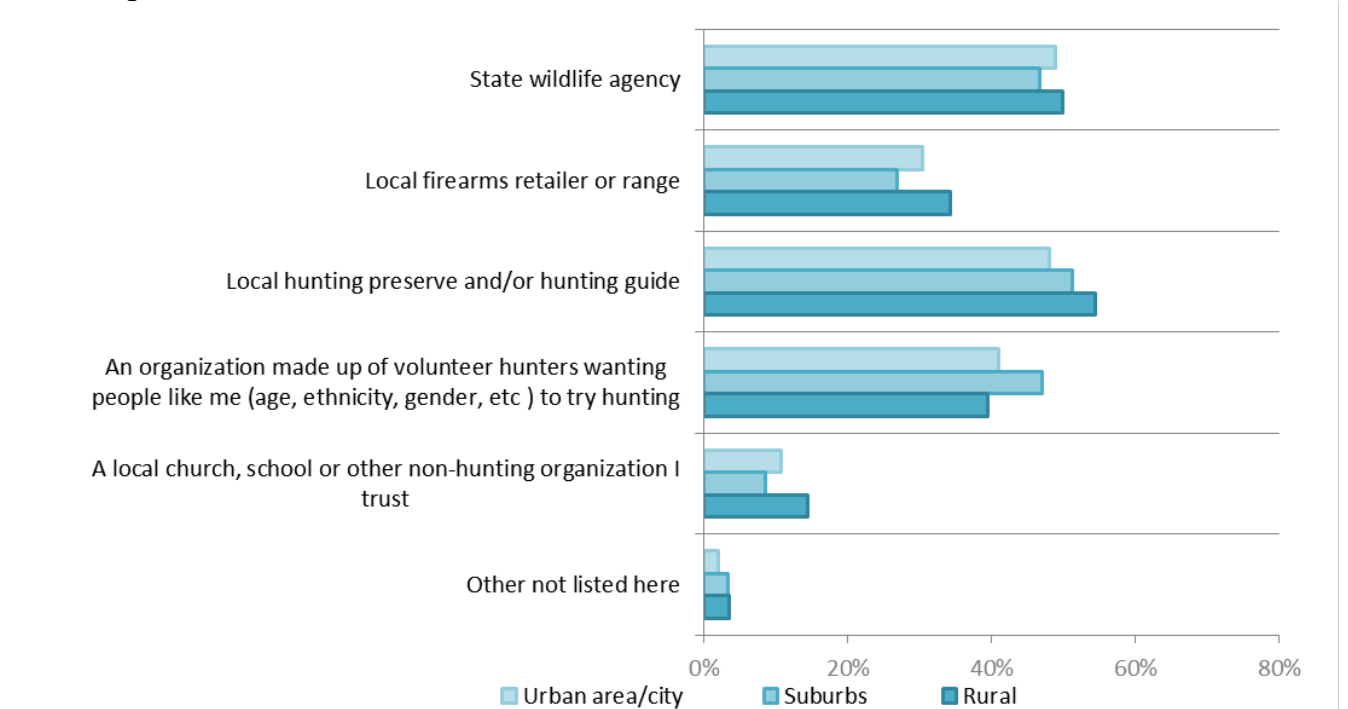 State wildlife agency
Local firearms retailer or range
Local hunting preserve and/or hunting guide
An organization made up of volunteer hunters wanting
people like me (age, ethnicity, gender, etc ) to try hunting
A local church, school or other non-hunting organization I
trust
Other not listed here
0% 20% 40% 60% 80%
Urban area/city Suburbs Rural